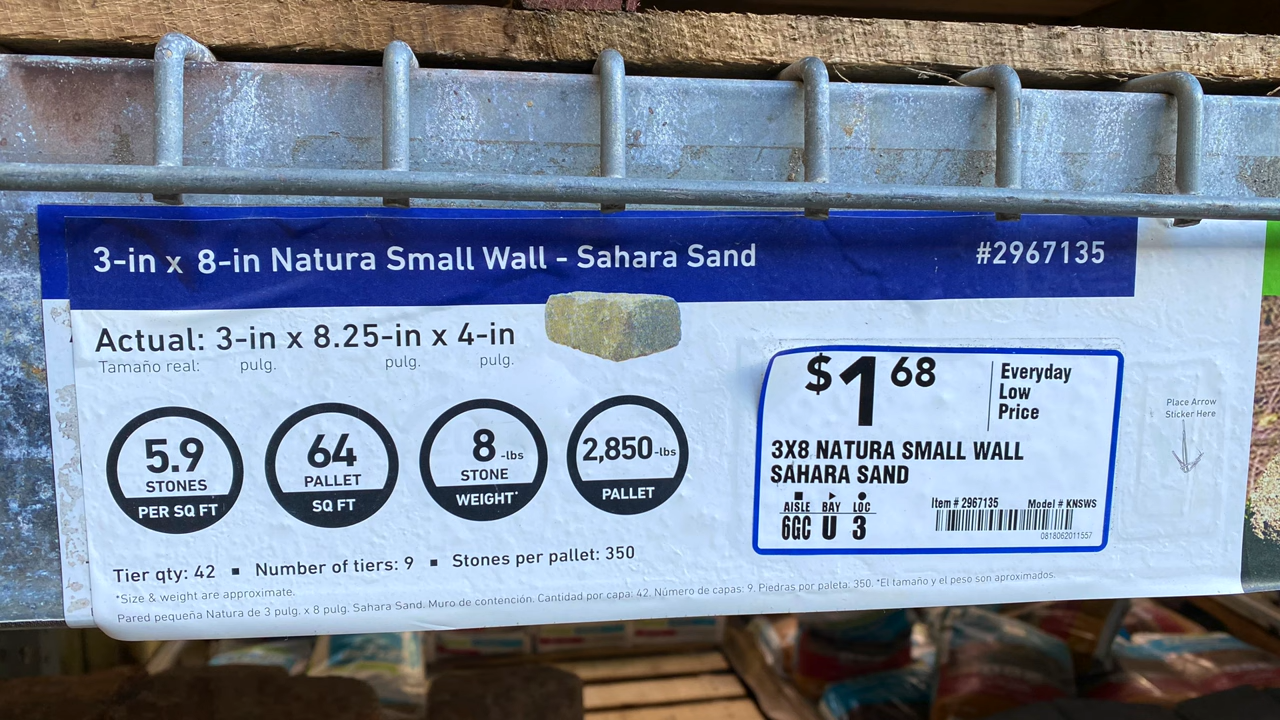 3-in x 8-in Natura Small Wall - Sahara Sand
#2967135
Actual: 3-in x 8.25-in x 4-in
Tamaño real: pulg. pulg. pulg.
5.9
STONES
PER SQ FT
64
PALLET
SQ FT
8-lbs
STONE
WEIGHT*
2,850-lbs
PALLET
$1 68
Everyday
Low
Price
3X8 NATURA SMALL WALL
SAHARA SAND
AISLE BAY LOC
6GC U 3
Item # 2967135 Model # KNSWS
0818062011557
Place Arrow
Sticker Here
Tier qty: 42 ▪ Number of tiers: 9 ▪ Stones per pallet: 350
*Size & weight are approximate.
Pared pequeña Natura de 3 pulg. x 8 pulg. Sahara Sand. Muro de contención. Cantidad por capa: 42. Número de capas: 9. Piedras por paleta: 350. *El tamaño y el peso son aproximados.